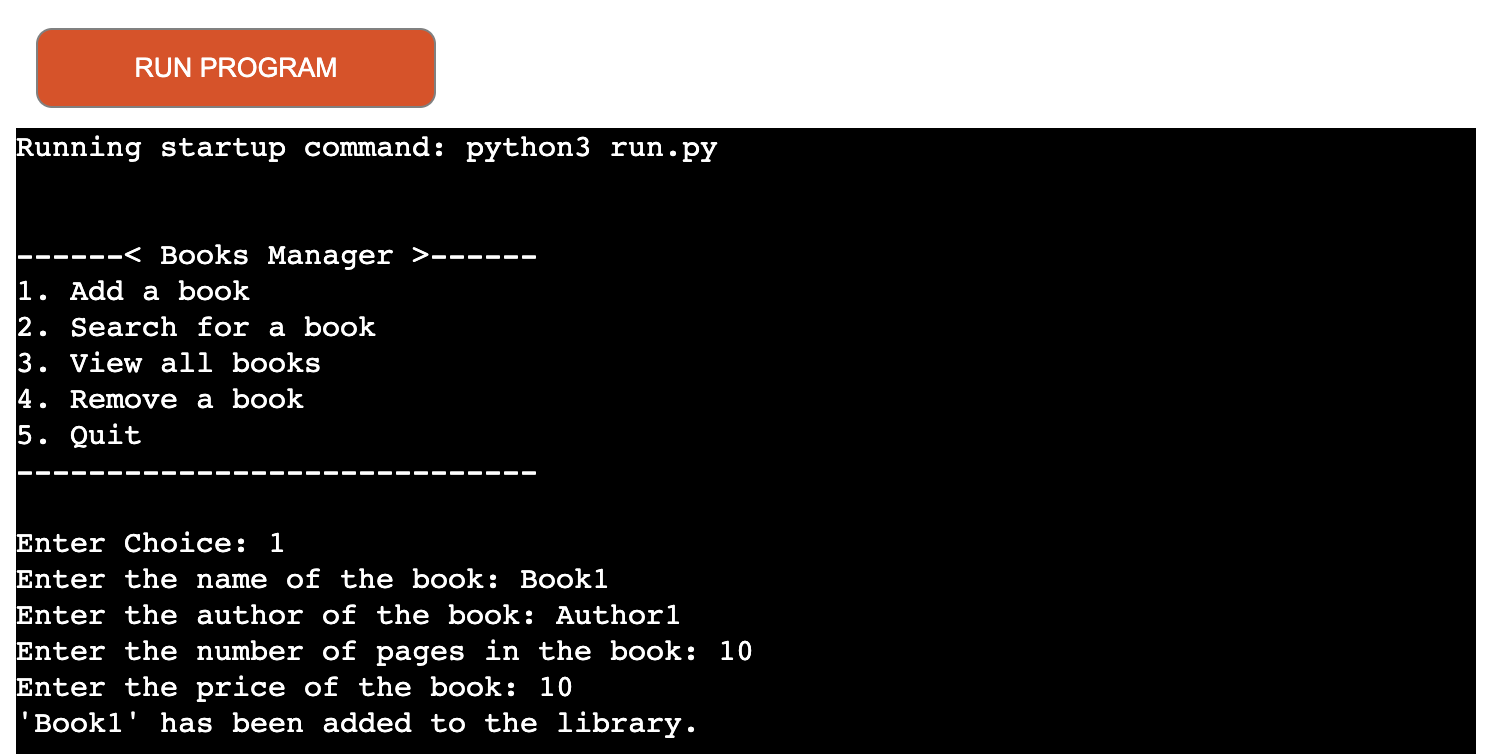 RUN PROGRAM
Running startup command: python3 run.py
------< Books Manager >------
1. Add a book
2. Search for a book
3. View all books
4. Remove a book
5. Quit
-----------------------------
Enter Choice: 1
Enter the name of the book: Book1
Enter the author of the book: Author1
Enter the number of pages in the book: 10
Enter the price of the book: 10
'Book1' has been added to the library.